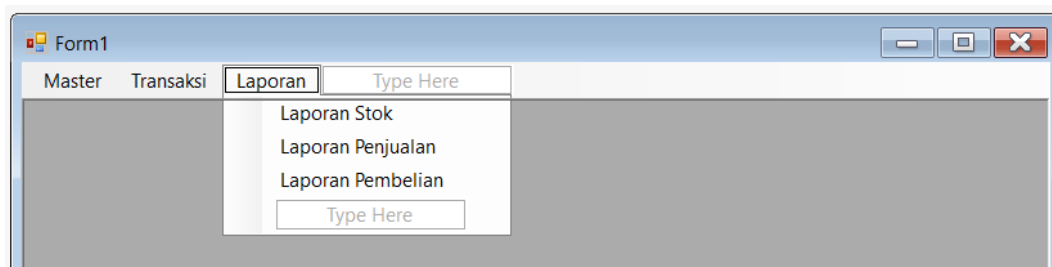 Form1
Master Transaksi Laporan Type Here
Laporan Stok
Laporan Penjualan
Laporan Pembelian
Type Here